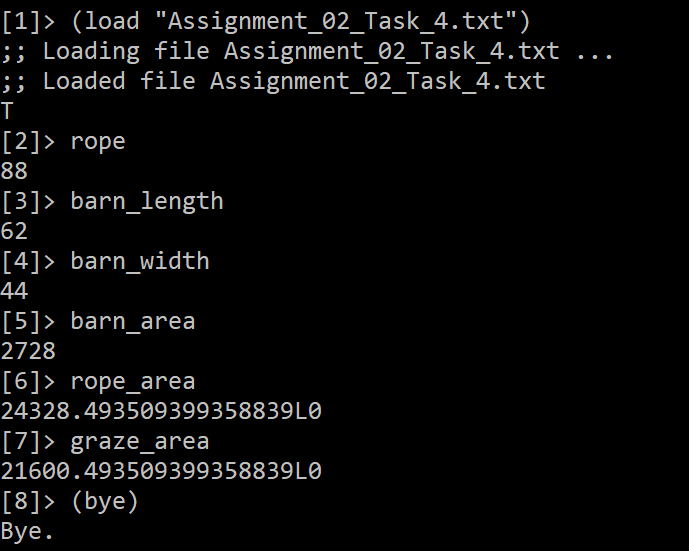 [1]> (load "Assignment_02_Task_4.txt")
;; Loading file Assignment_02_Task_4.txt ...
;; Loaded file Assignment_02_Task_4.txt
T
[2]> rope
88
[3]> barn_length
62
[4]> barn_width
44
[5]> barn_area
2728
[6]> rope_area
24328.493509399358839L0
[7]> graze_area
21600.493509399358839L0
[8]> (bye)
Bye.